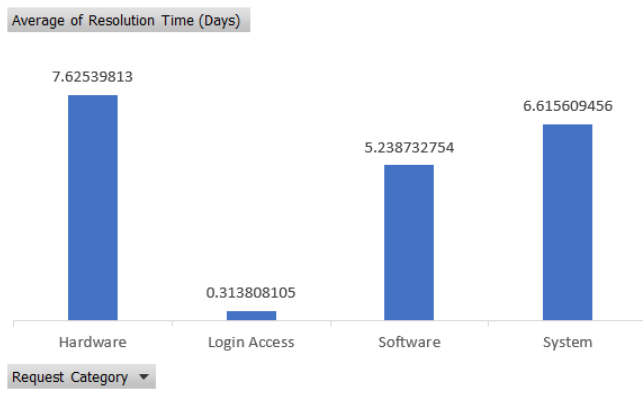 Average of Resolution Time (Days)
7.62539813
6.615609456
5.238732754
0.313808105
Hardware Login Access Software System
Request Category